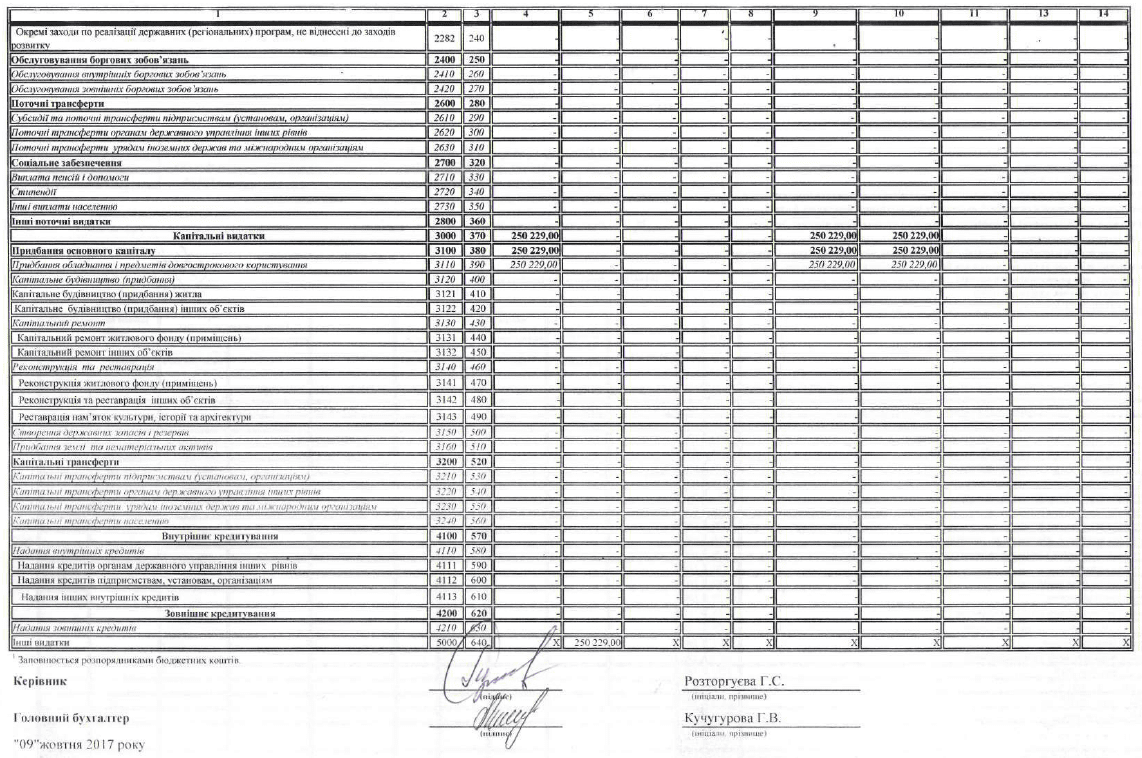 1 2 3 4 5 6 7 8 9 10 11 13 14
Окремі заходи по реалізації державних (регіональних) програм, не віднесені до заходів
розвитку 2282 240 - - - - - - - - - -
Обслуговування боргових зобов'язань 2400 250 - - - - - - - - - -
Обслуговування внутрішніх боргових зобов'язань 2410 260 - - - - - - - - - -
Обслуговування зовнішніх боргових зобов'язань 2420 270 - - - - - - - - - -
Поточні трансферти 2600 280 - - - - - - - - - -
Субсидії та поточні трансферти підприємствам (установам, організаціям) 2610 290 - - - - - - - - - -
Поточні трансферти органам державного управління інших рівнів 2620 300 - - - - - - - - - -
Поточні трансферти урядам іноземних держав та міжнародним організаціям 2630 310 - - - - - - - - - -
Соціальне забезпечення 2700 320 - - - - - - - - - -
Виплата пенсій і допомоги 2710 330 - - - - - - - - - -
Стипендії 2720 340 - - - - - - - - - -
Інші виплати населенню 2730 350 - - - - - - - - - -
Інші поточні видатки 2800 360 - - - - - - - - - -
Капітальні видатки 3000 370 250 229,00 - - - - 250 229,00 250 229,00 - - -
Придбання основного капіталу 3100 380 250 229,00 - - - - 250 229,00 250 229,00 - - -
Придбання обладнання і предметів довгострокового користування 3110 390 250 229,00 - - - - 250 229,00 250 229,00 - - -
Капітальне будівництво (придбання) 3120 400 - - - - - - - - - -
Капітальне будівництво (придбання) житла 3121 410 - - - - - - - - - -
Капітальне будівництво (придбання) інших об'єктів 3122 420 - - - - - - - - - -
Капітальний ремонт 3130 430 - - - - - - - - - -
Капітальний ремонт житлового фонду (приміщень) 3131 440 - - - - - - - - - -
Капітальний ремонт інших об'єктів 3132 450 - - - - - - - - - -
Реконструкція та реставрація 3140 460 - - - - - - - - - -
Реконструкція житлового фонду (приміщень) 3141 470 - - - - - - - - - -
Реконструкція та реставрація інших об'єктів 3142 480 - - - - - - - - - -
Реставрація пам'яток культури, історії та архітектури 3143 490 - - - - - - - - - -
Створення державних запасів і резервів 3150 500 - - - - - - - - - -
Придбання землі та нематеріальних активів 3160 510 - - - - - - - - - -
Капітальні трансферти 3200 520 - - - - - - - - - -
Капітальні трансферти підприємствам (установам, організаціям) 3210 530 - - - - - - - - - -
Капітальні трансферти органам державного управління інших рівнів 3220 540 - - - - - - - - - -
Капітальні трансферти урядам іноземних держав та міжнародним організаціям 3230 550 - - - - - - - - - -
Капітальні трансферти населенню 3240 560 - - - - - - - - - -
Внутрішнє кредитування 4100 570 - - - - - - - - - -
Надання внутрішніх кредитів 4110 580 - - - - - - - - - -
Надання кредитів органам державного управління інших рівнів 4111 590 - - - - - - - - - -
Надання кредитів підприємствам, установам, організаціям 4112 600 - - - - - - - - - -
Надання інших внутрішніх кредитів 4113 610 - - - - - - - - - -
Зовнішнє кредитування 4200 620 - - - - - - - - - -
Надання зовнішніх кредитів 4210 630 - - - - - - - - - -
Інші видатки 5000 640 X 250 229,00 X X X X X X X X
¹ Заповнюється розпорядниками бюджетних коштів.
Керівник Розторгуєва Г.С.
(підпис) (ініціали, прізвище)
Головний бухгалтер Кучугурова Г.В.
(підпис) (ініціали, прізвище)
"09"жовтня 2017 року